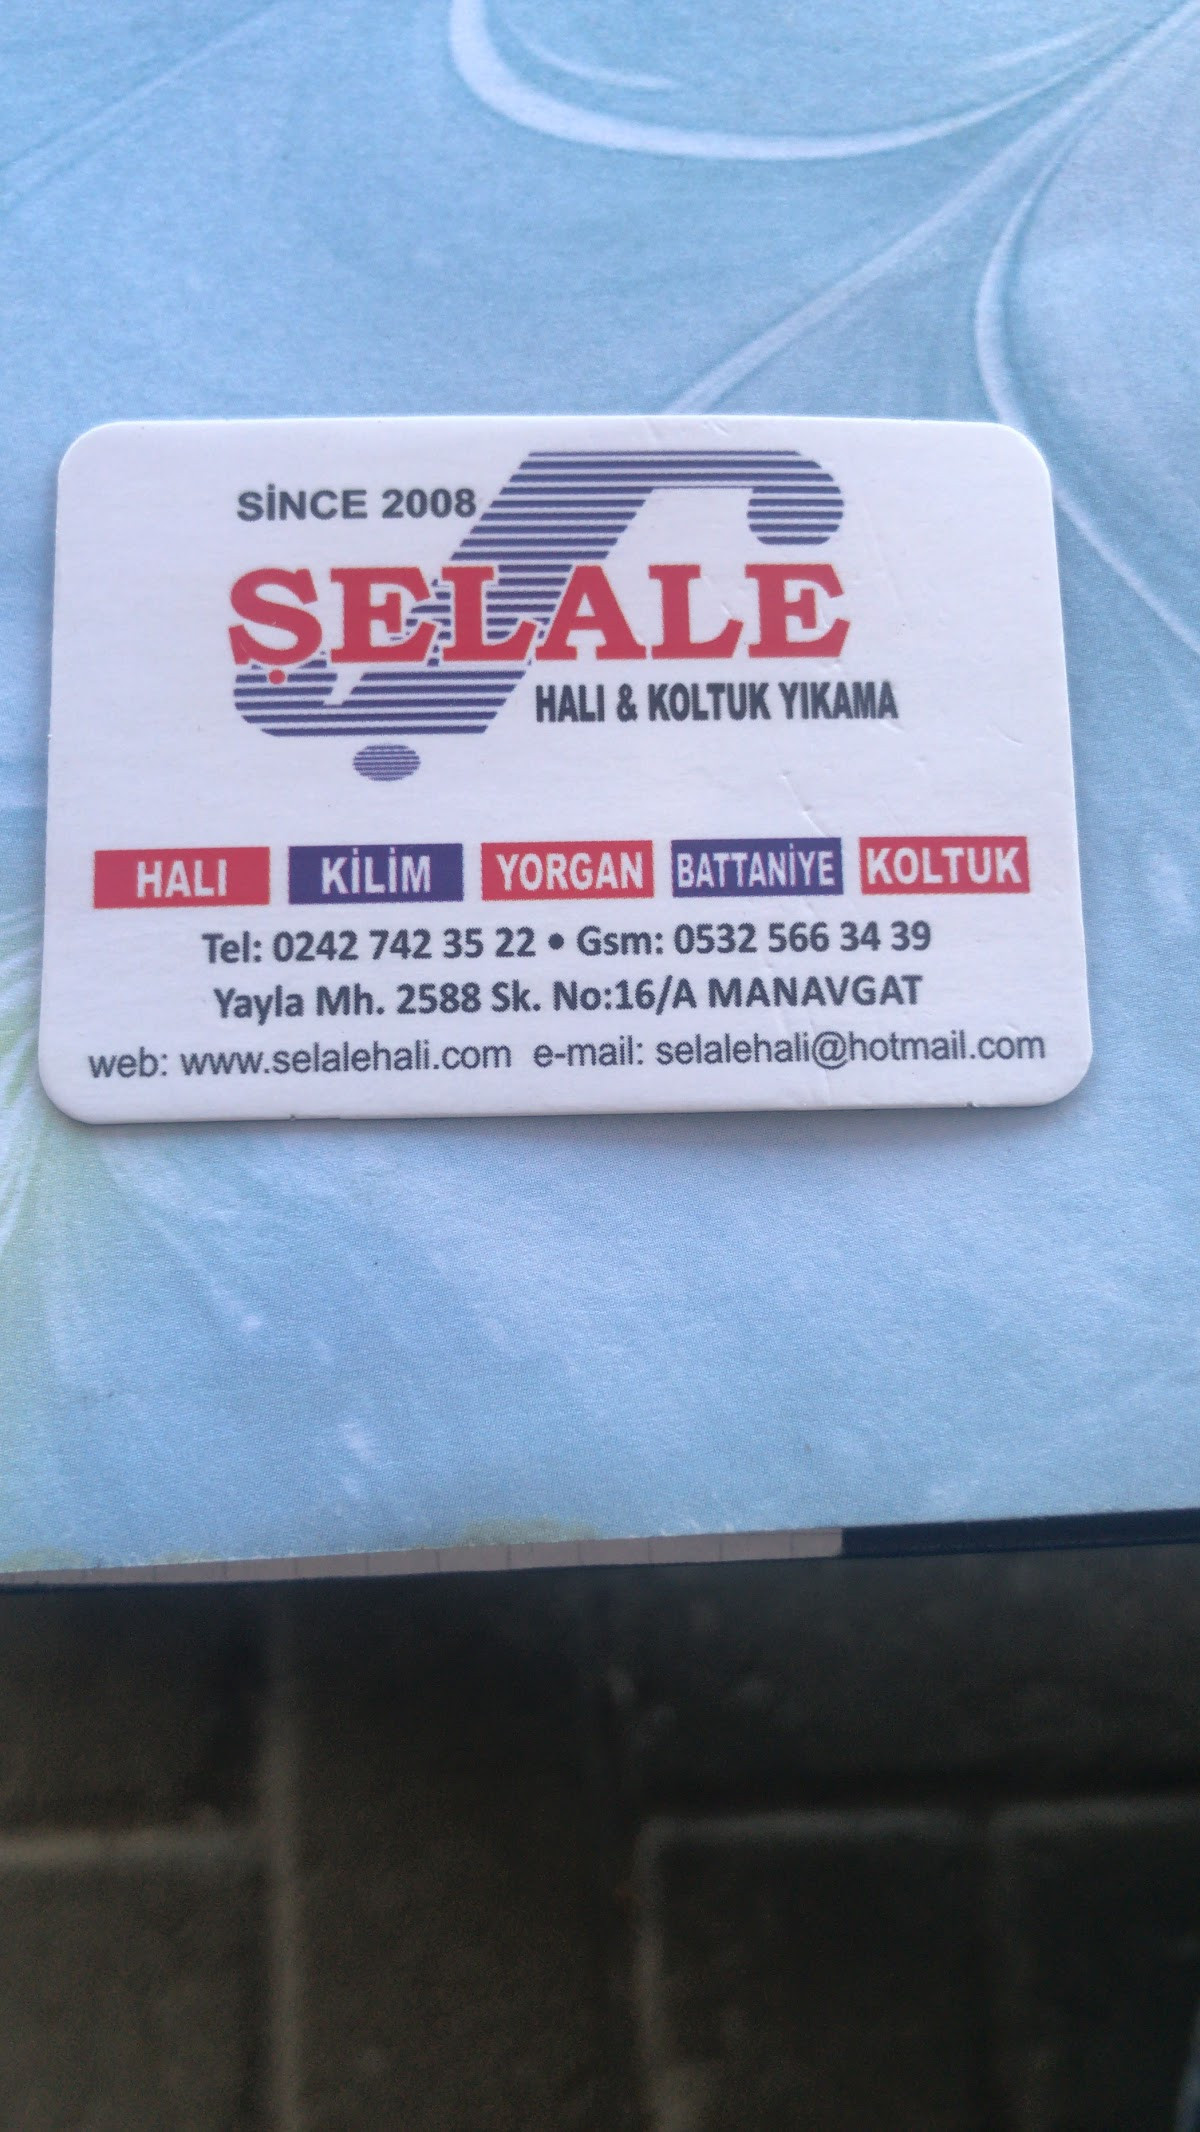 SİNCE 2008
ŞELALE
HALI & KOLTUK YIKAMA
HALI KİLİM YORGAN BATTANİYE KOLTUK
Tel: 0242 742 35 22 • Gsm: 0532 566 34 39
Yayla Mh. 2588 Sk. No:16/A MANAVGAT
web: www.selalehali.com e-mail: selalehali@hotmail.com